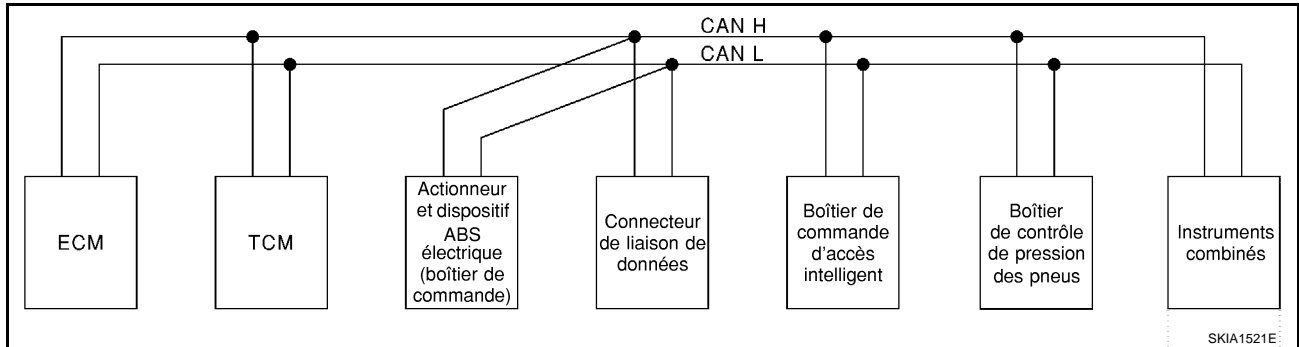 CAN H
CAN L
ECM
TCM
Actionneur
et dispositif
ABS
électrique
(boîtier de
commande)
Connecteur
de liaison de
données
Boîtier de
commande
d'accès
intelligent
Boîtier
de contrôle
de pression
des pneus
Instruments
combinés
SKIA1521E